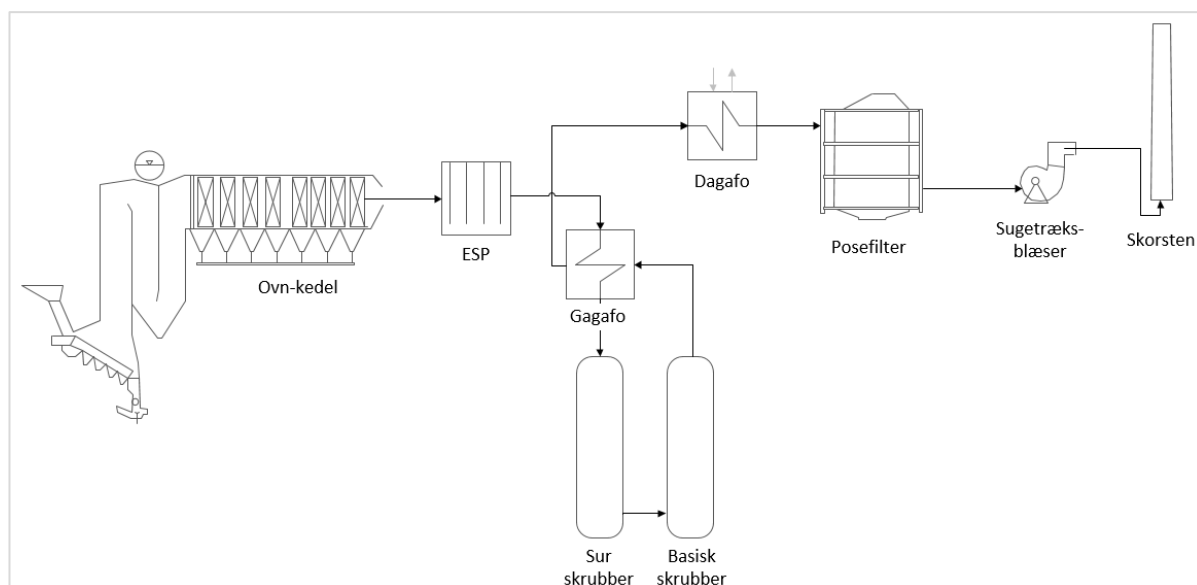 Ovn-kedel
ESP
Gagafo
Sur
skrubber
Basisk
skrubber
Dagafo
Posefilter
Sugetræks-
blæser
Skorsten